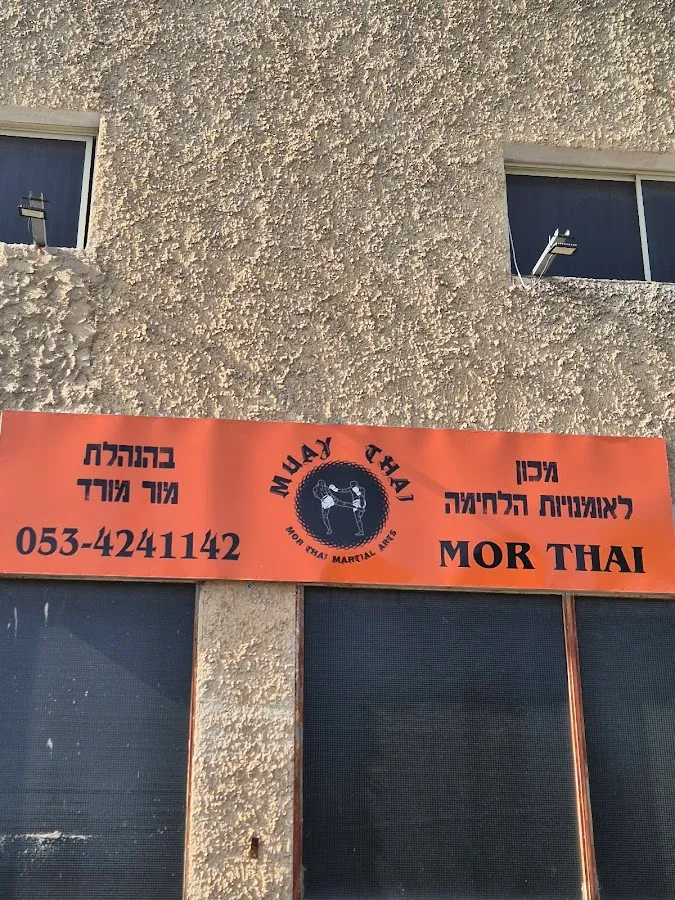 מכון
לאומנויות הלחימה
MOR THAI
MUAY THAI
MOR THAI MARTIAL ARTS
בהנהלת
מור מורד
053-4241142